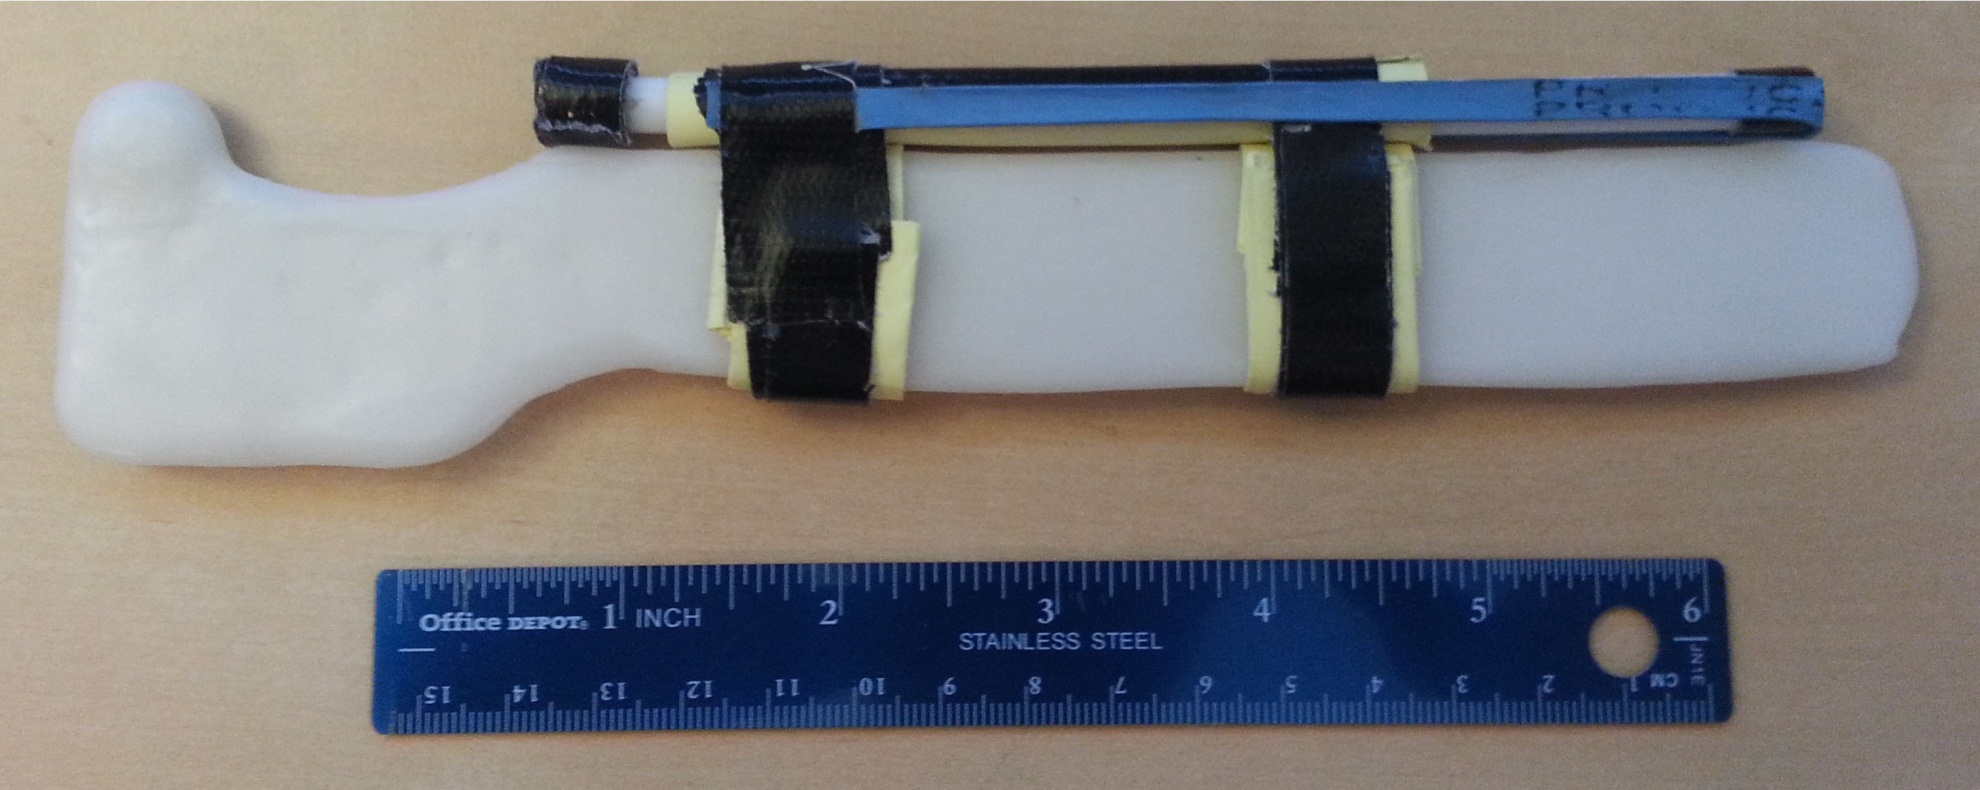 Office DEPOT® 1 INCH 2 3 4 5 6
STAINLESS STEEL
15 14 13 12 11 10 9 8 7 6 5 4 3 2 1 CM